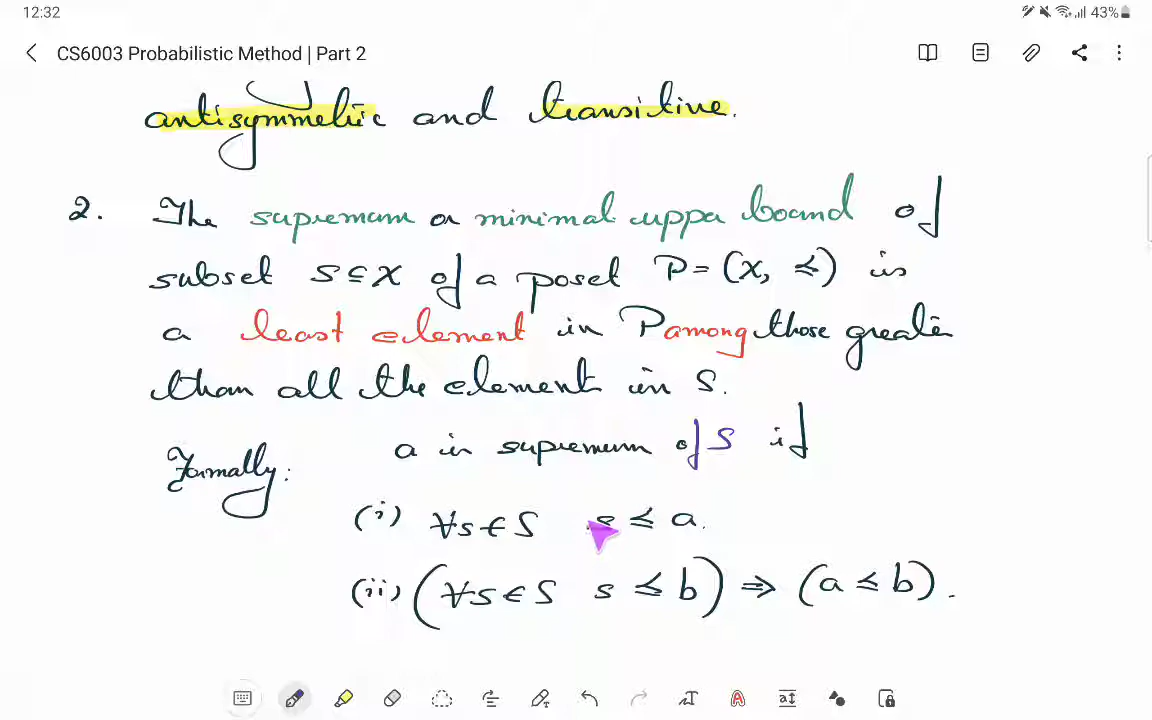 12:32
43%
CS6003 Probabilistic Method | Part 2
antisymmetric and transitive.
2. The supremum or minimal upper bound of
subset S ⊆ X of a poset P = (X, ≼) is
a least element in P among those greater
than all the element in S.
Formally: a is supremum of S if
(i) ∀s ∈ S s ≼ a.
(ii) (∀s ∈ S s ≼ b) ⇒ (a ≼ b).